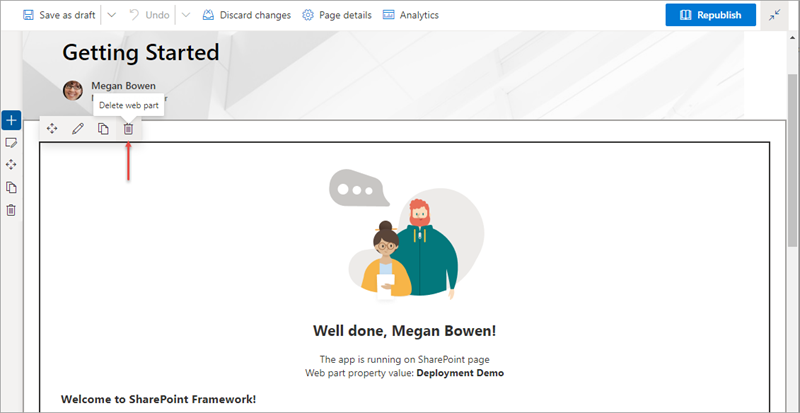 Save as draft Undo Discard changes Page details Analytics Republish
Getting Started
Megan Bowen
Delete web part
Well done, Megan Bowen!
The app is running on SharePoint page
Web part property value: Deployment Demo
Welcome to SharePoint Framework!